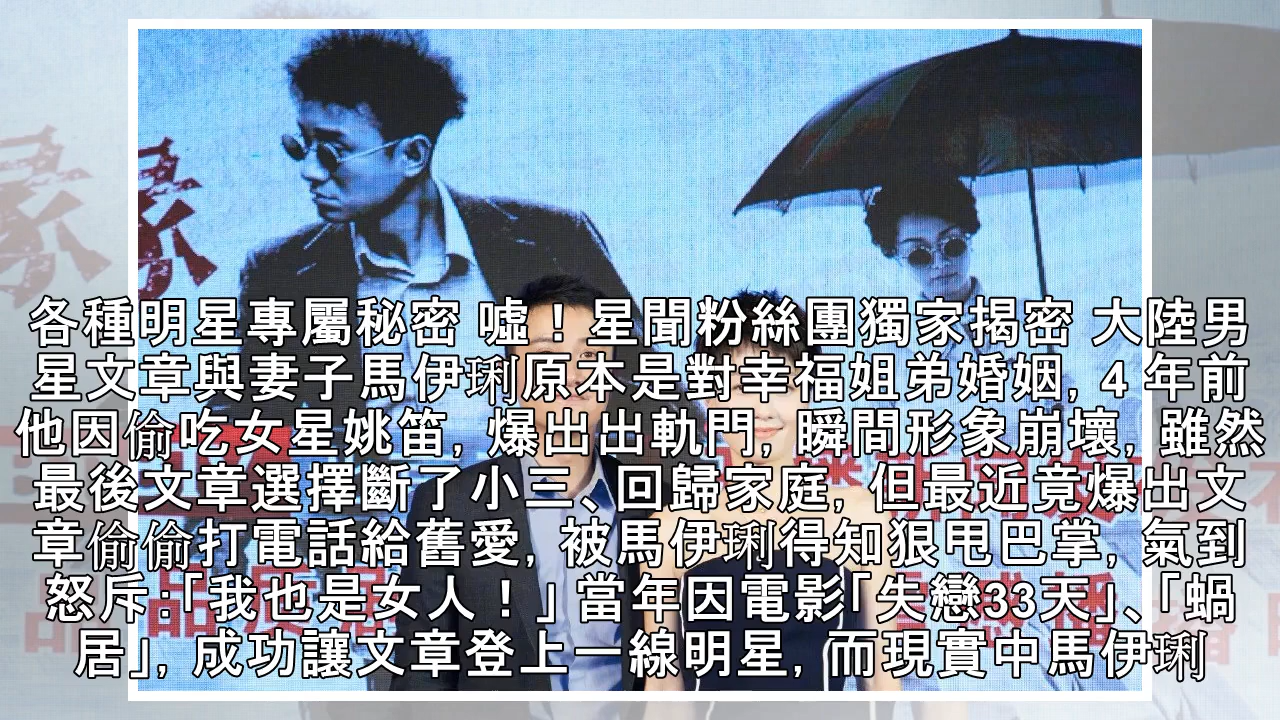 各種明星專屬秘密 噓！星聞粉絲團獨家揭密 大陸男
星文章與妻子馬伊琍原本是對幸福姐弟婚姻, 4 年前
他因偷吃女星姚笛, 爆出出軌門, 瞬間形象崩壞, 雖然
最後文章選擇斷了小三、回歸家庭, 但最近竟爆出文
章偷偷打電話給舊愛, 被馬伊琍得知狠甩巴掌, 氣到
怒斥:「我也是女人！」當年因電影「失戀33天」、「蝸
居」, 成功讓文章登上一線明星, 而現實中馬伊琍